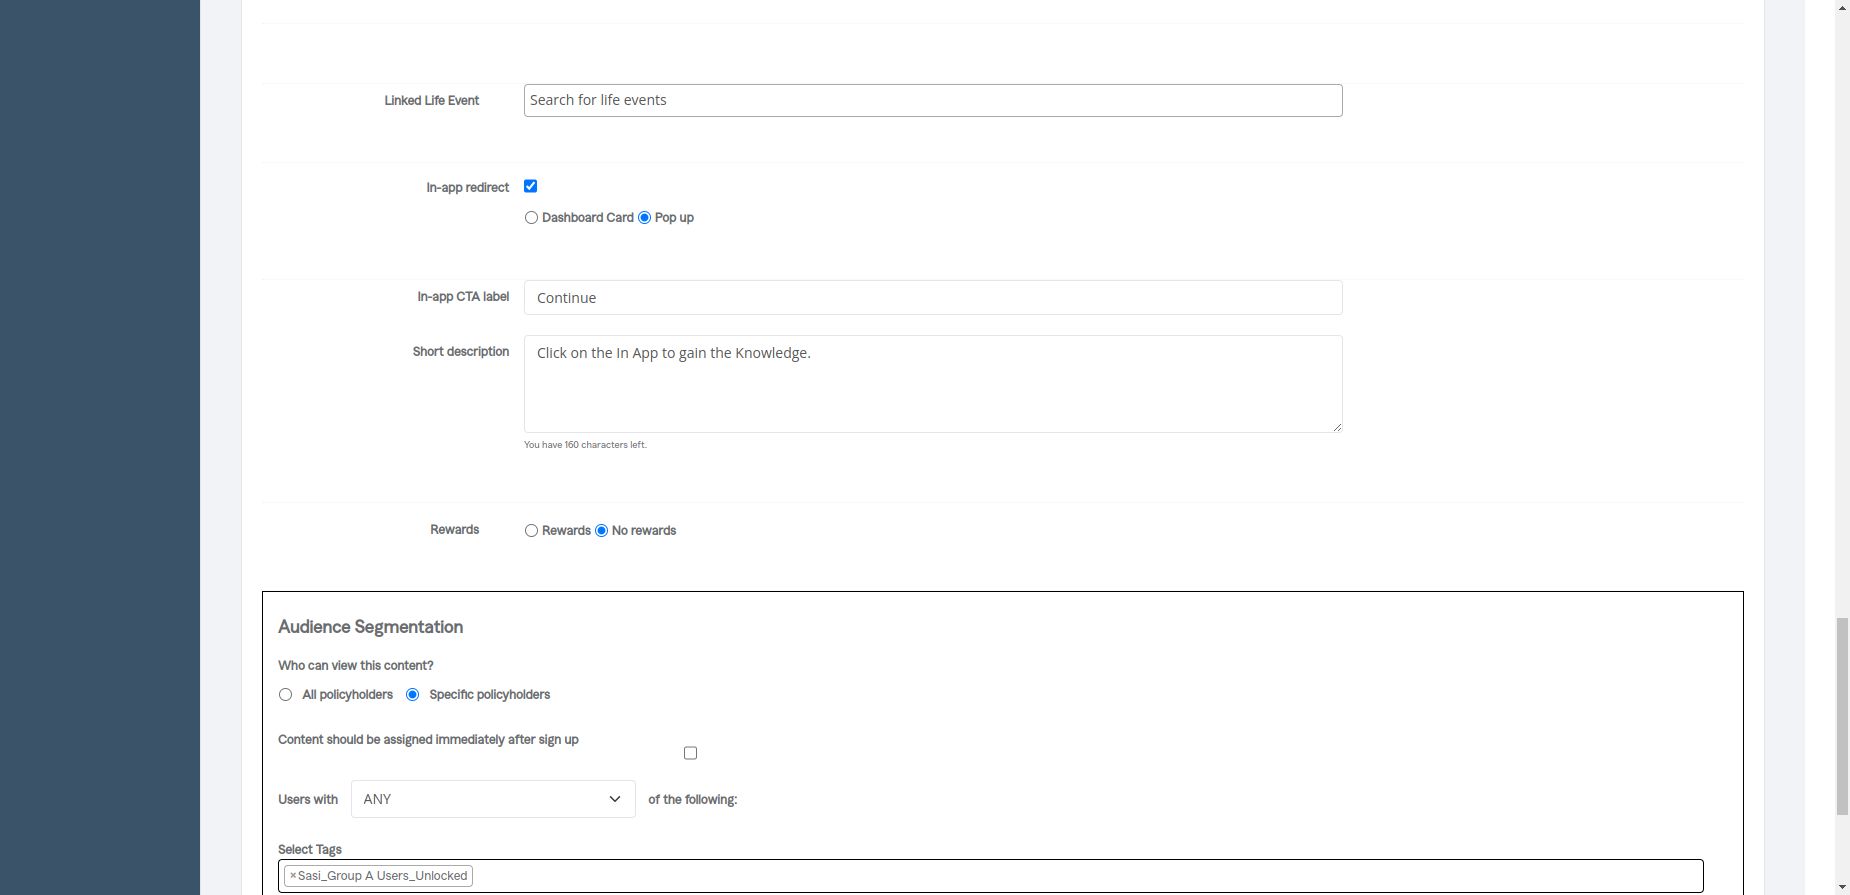 Linked Life Event Search for life events
In-app redirect
Dashboard Card Pop up
In-app CTA label Continue
Short description Click on the In App to gain the Knowledge.
You have 160 characters left.
Rewards Rewards No rewards
Audience Segmentation
Who can view this content?
All policyholders Specific policyholders
Content should be assigned immediately after sign up
Users with ANY of the following:
Select Tags
×Sasi_Group A Users_Unlocked